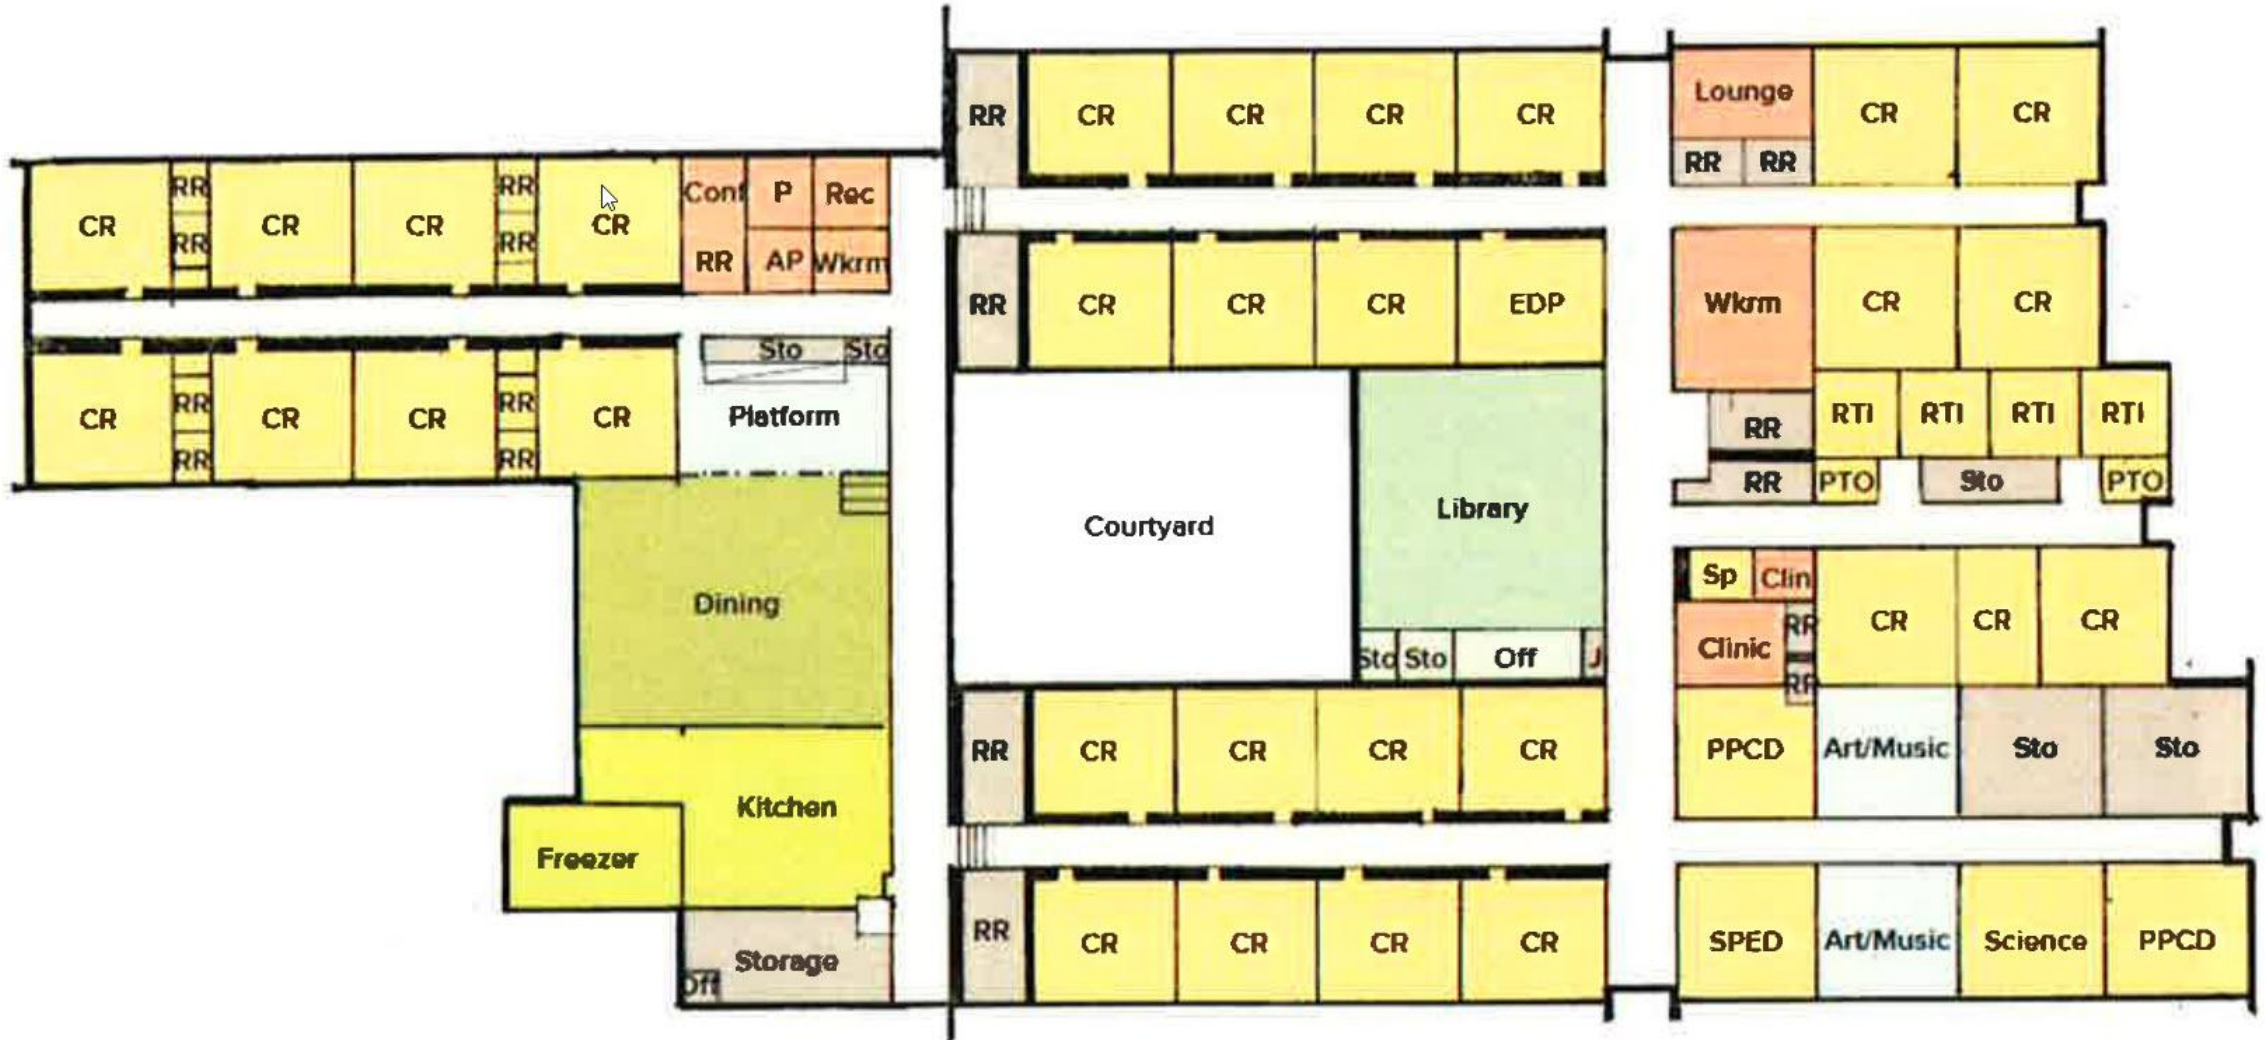 RR CR CR CR CR Lounge CR CR
RR RR
CR RR CR CR RR CR Conf P Rec
RR RR RR AP Wkrm
RR CR CR CR EDP Wkrm CR CR
Sto Sto
CR RR CR CR RR CR Platform
RR RR
RR RTI RTI RTI RTI
RR PTO Sto PTO
Courtyard Library
Dining
Sp Clin
Clinic RR CR CR CR
RR
Sto Sto Off J
RR CR CR CR CR PPCD Art/Music Sto Sto
Kitchen
Freezer
RR CR CR CR CR SPED Art/Music Science PPCD
Storage
Off